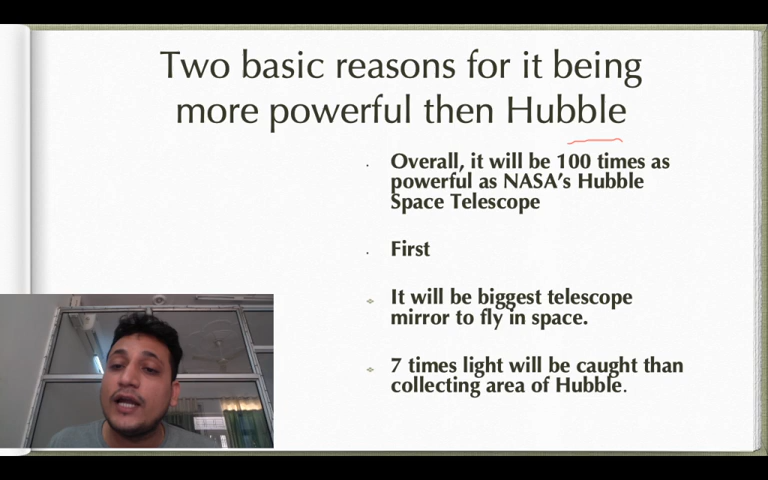 Two basic reasons for it being
more powerful then Hubble
Overall, it will be 100 times as
powerful as NASA's Hubble
Space Telescope
First
It will be biggest telescope
mirror to fly in space.
7 times light will be caught than
collecting area of Hubble.